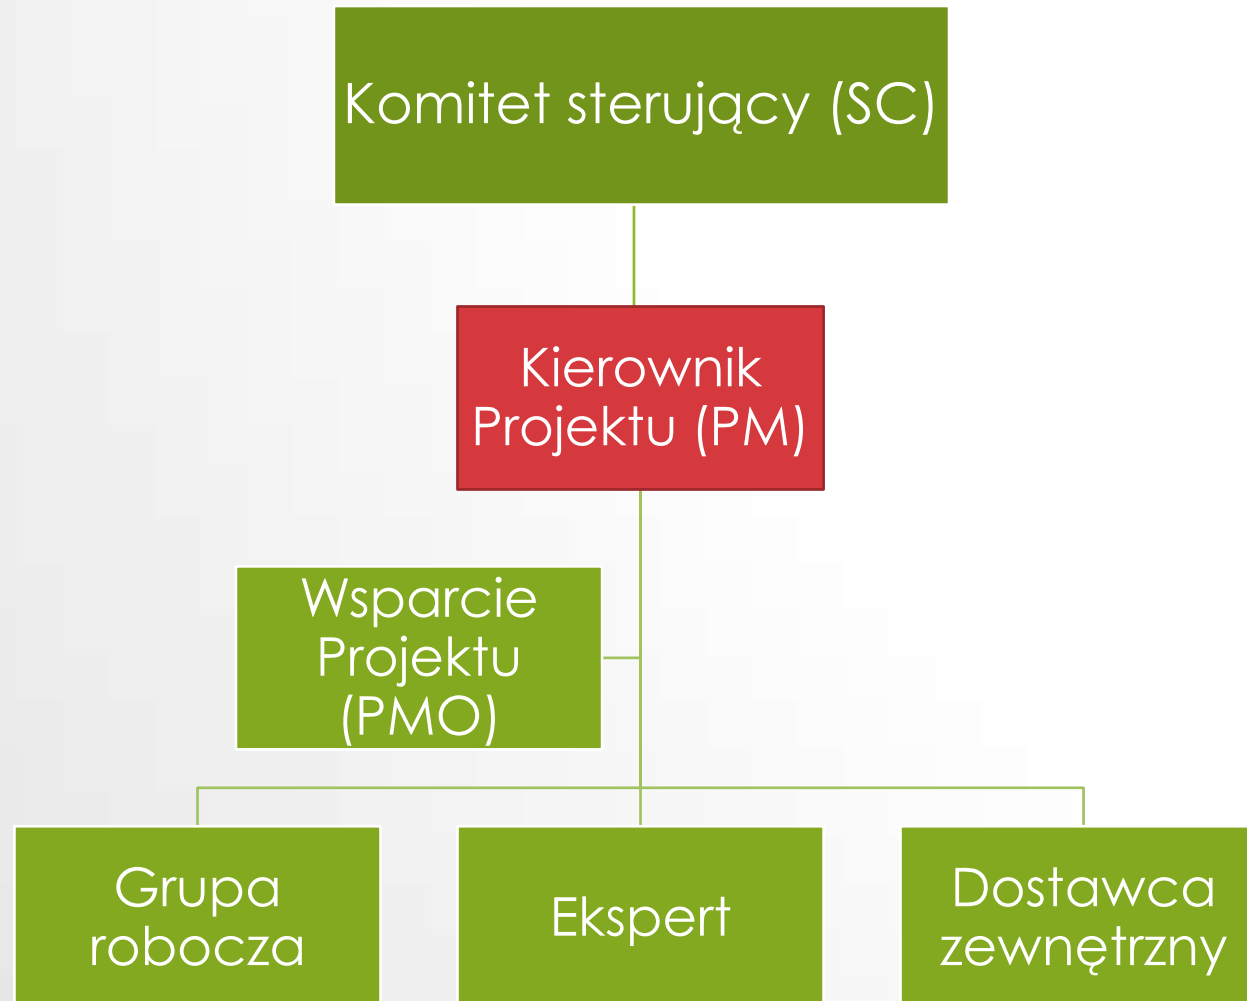 Komitet sterujący (SC)
Kierownik
Projektu (PM)
Wsparcie
Projektu
(PMO)
Grupa
robocza
Ekspert
Dostawca
zewnętrzny